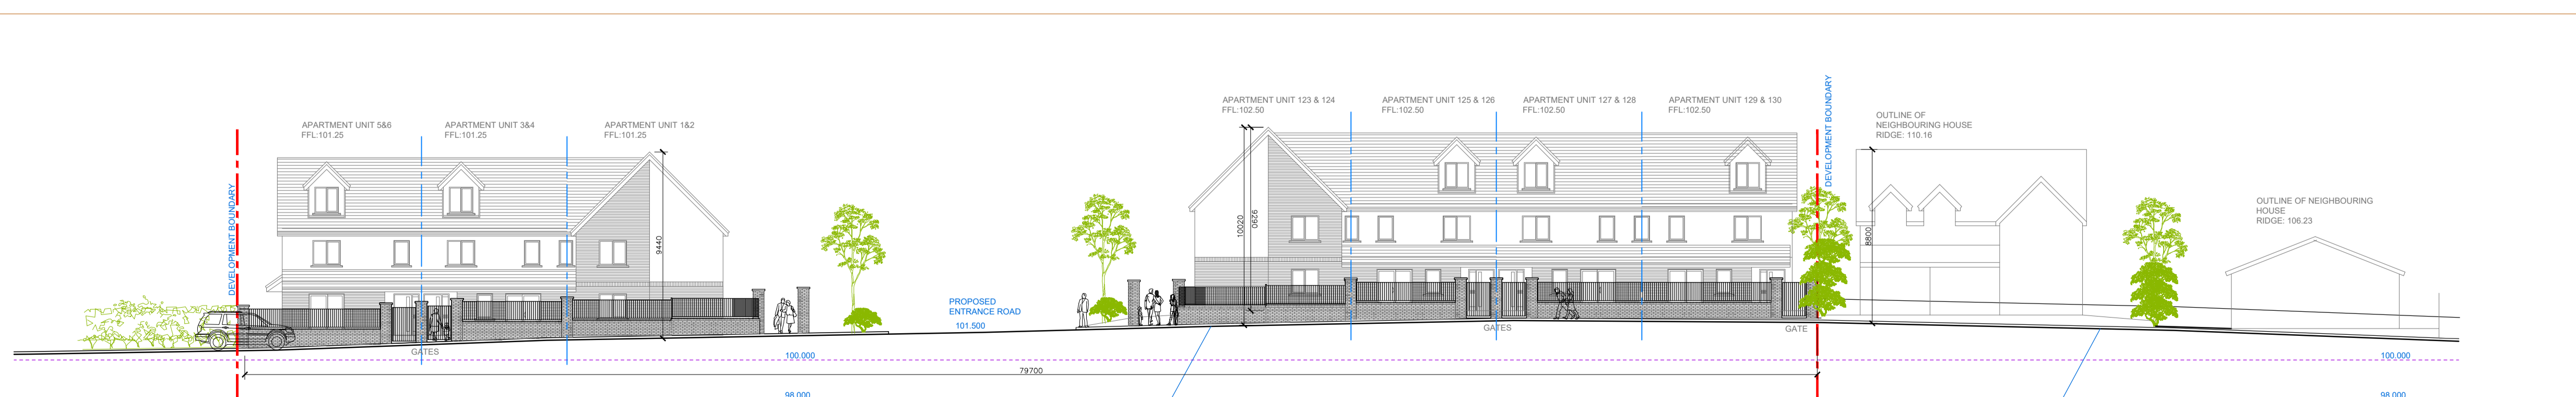 APARTMENT UNIT 5&6
FFL:101.25
APARTMENT UNIT 3&4
FFL:101.25
APARTMENT UNIT 1&2
FFL:101.25
APARTMENT UNIT 123 & 124
FFL:102.50
APARTMENT UNIT 125 & 126
FFL:102.50
APARTMENT UNIT 127 & 128
FFL:102.50
APARTMENT UNIT 129 & 130
FFL:102.50
OUTLINE OF
NEIGHBOURING HOUSE
RIDGE: 110.16
OUTLINE OF NEIGHBOURING
HOUSE
RIDGE: 106.23
DEVELOPMENT BOUNDARY
DEVELOPMENT BOUNDARY
9440
10020
9290
8800
PROPOSED
ENTRANCE ROAD
101.500
GATES
GATES
GATE
100.000
100.000
79700
98.000
98.000